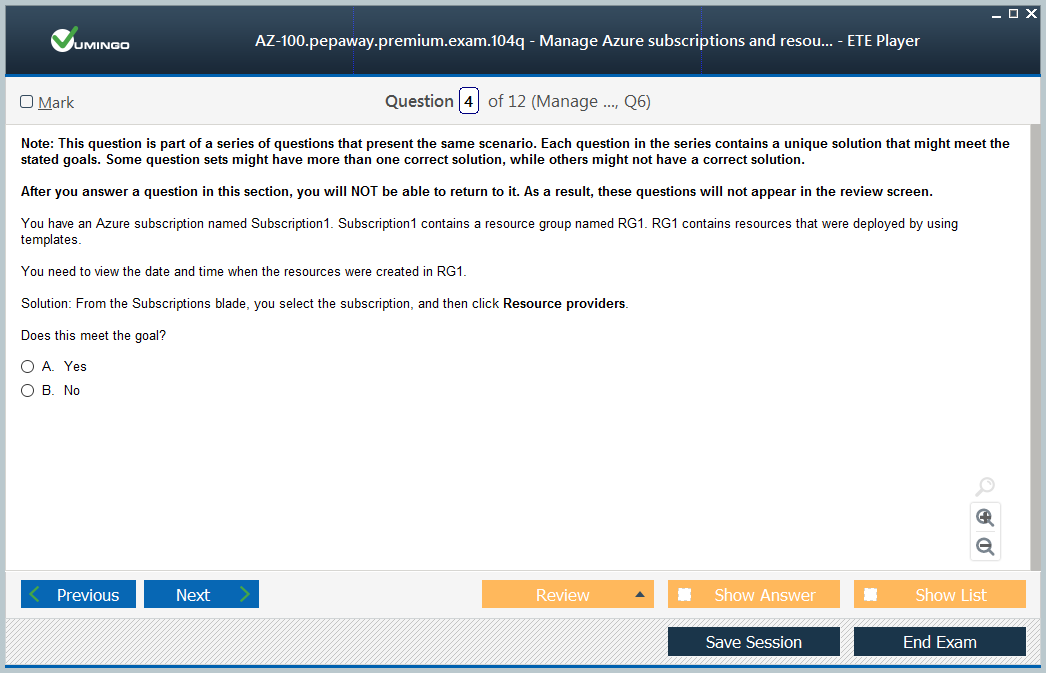 VUMINGO
AZ-100.pepaway.premium.exam.104q - Manage Azure subscriptions and resou... - ETE Player
Mark
Question 4 of 12 (Manage ..., Q6)
Note: This question is part of a series of questions that present the same scenario. Each question in the series contains a unique solution that might meet the
stated goals. Some question sets might have more than one correct solution, while others might not have a correct solution.
After you answer a question in this section, you will NOT be able to return to it. As a result, these questions will not appear in the review screen.
You have an Azure subscription named Subscription1. Subscription1 contains a resource group named RG1. RG1 contains resources that were deployed by using
templates.
You need to view the date and time when the resources were created in RG1.
Solution: From the Subscriptions blade, you select the subscription, and then click Resource providers.
Does this meet the goal?
A. Yes
B. No
Previous
Next
Review
Show Answer
Show List
Save Session
End Exam